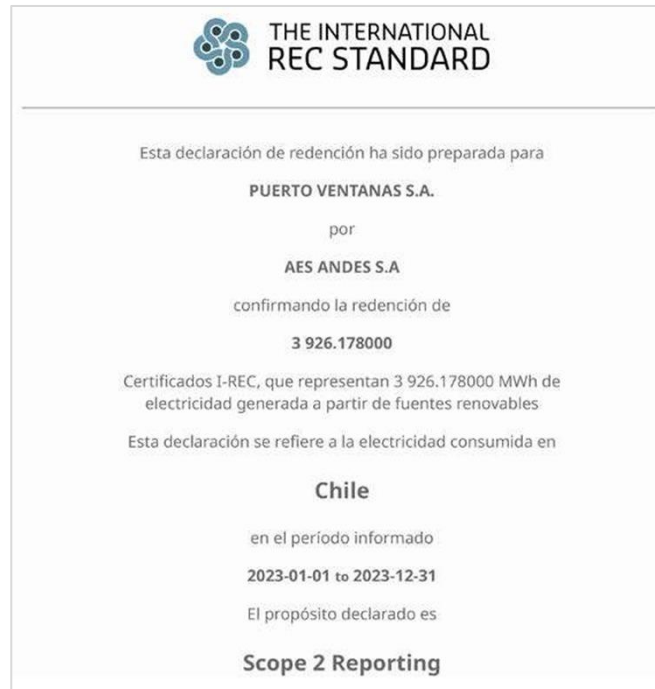 THE INTERNATIONAL
REC STANDARD
Esta declaración de redención ha sido preparada para
PUERTO VENTANAS S.A.
por
AES ANDES S.A
confirmando la redención de
3 926.178000
Certificados I-REC, que representan 3 926.178000 MWh de
electricidad generada a partir de fuentes renovables
Esta declaración se refiere a la electricidad consumida en
Chile
en el período informado
2023-01-01 to 2023-12-31
El propósito declarado es
Scope 2 Reporting